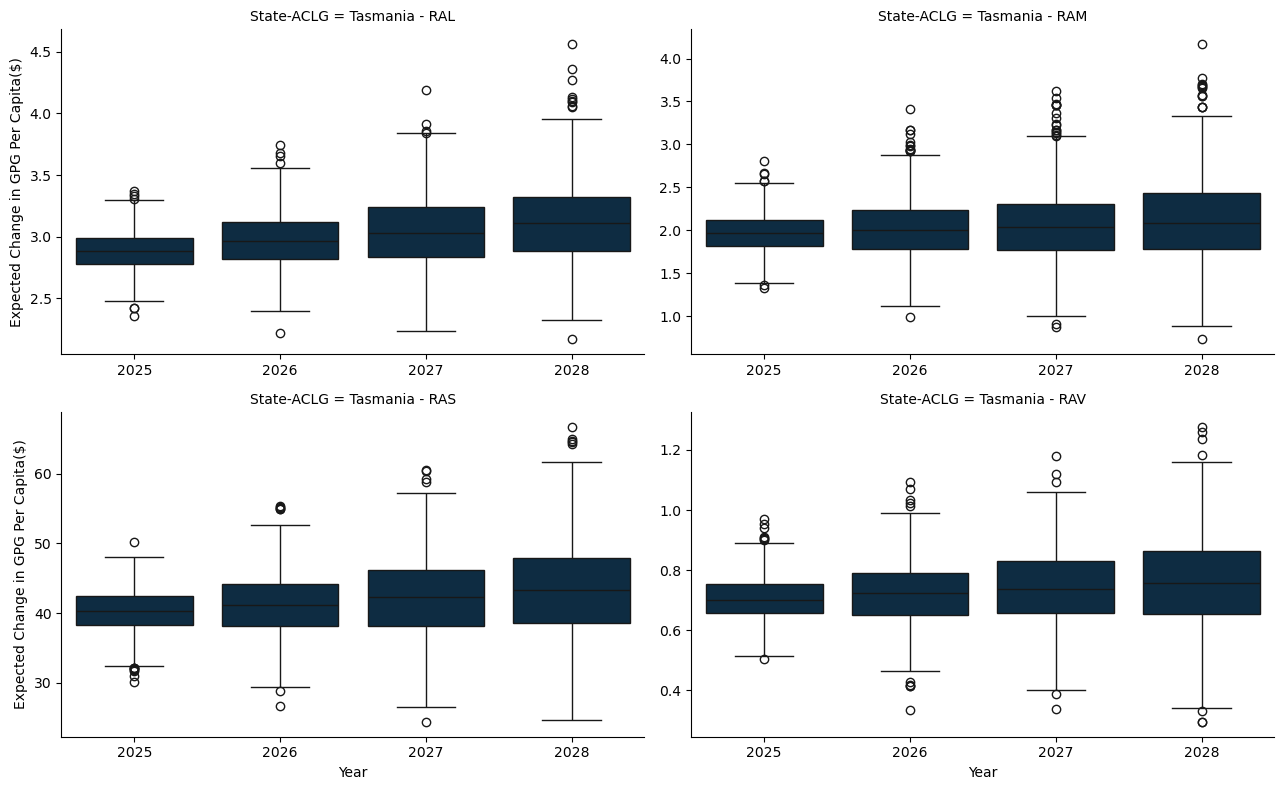 State-ACLG = Tasmania - RAL
Expected Change in GPG Per Capita($)
4.5
4.0
3.5
3.0
2.5
2025 2026 2027 2028
State-ACLG = Tasmania - RAM
4.0
3.5
3.0
2.5
2.0
1.5
1.0
2025 2026 2027 2028
State-ACLG = Tasmania - RAS
Expected Change in GPG Per Capita($)
60
50
40
30
2025 2026 2027 2028
Year
State-ACLG = Tasmania - RAV
1.2
1.0
0.8
0.6
0.4
2025 2026 2027 2028
Year